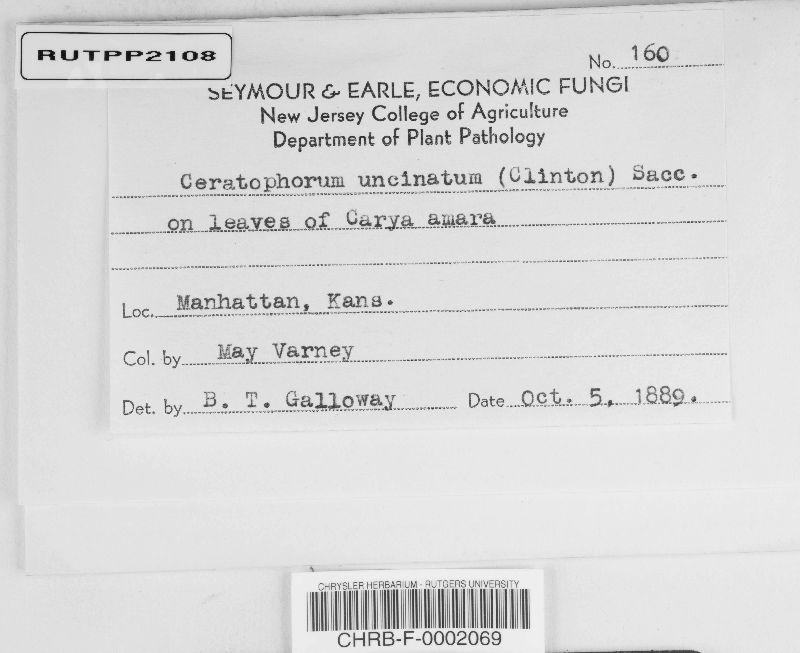 RUTPP2108
No. 160
SEYMOUR & EARLE, ECONOMIC FUNGI
New Jersey College of Agriculture
Department of Plant Pathology
Ceratophorum uncinatum (Clinton) Sacc.
on leaves of Carya amara
Loc. Manhattan, Kans.
Col. by May Varney
Det. by B. T. Galloway Date Oct. 5, 1889.
CHRYSLER HERBARIUM - RUTGERS UNIVERSITY
CHRB-F-0002069